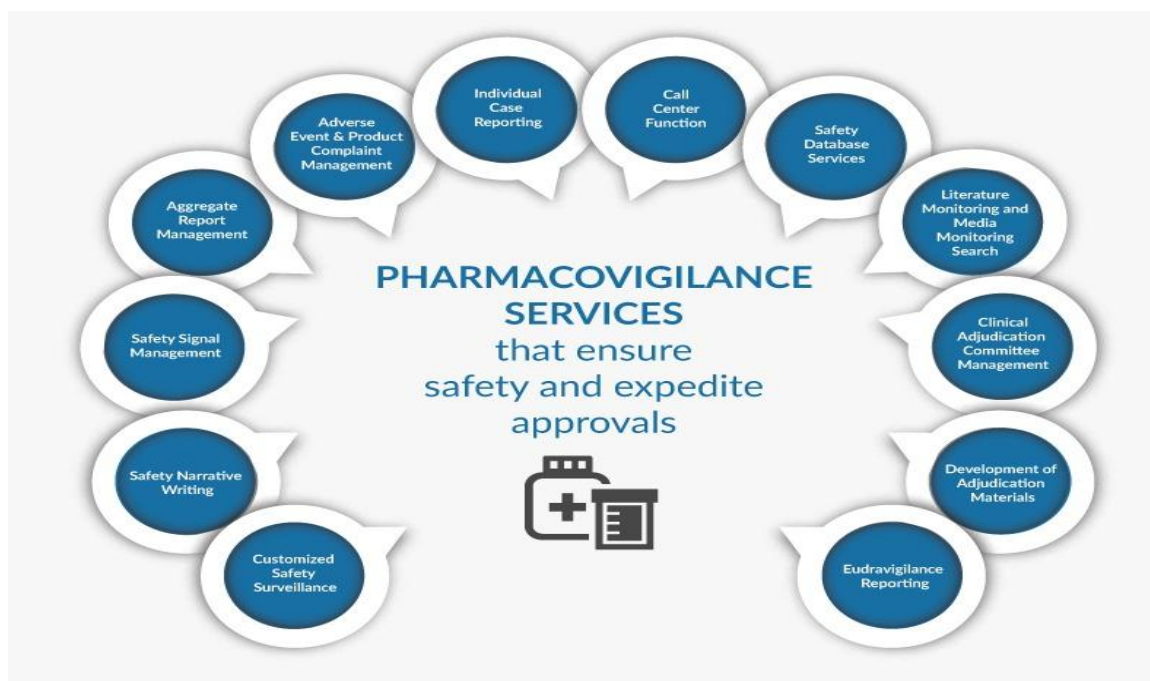 Individual
Case
Reporting
Call
Center
Function
Adverse
Event & Product
Complaint
Management
Safety
Database
Services
Aggregate
Report
Management
Literature
Monitoring and
Media
Monitoring
Search
PHARMACOVIGILANCE
SERVICES
that ensure
safety and expedite
approvals
Safety Signal
Management
Clinical
Adjudication
Committee
Management
Safety Narrative
Writing
Development of
Adjudication
Materials
Customized
Safety
Surveillance
Eudravigilance
Reporting